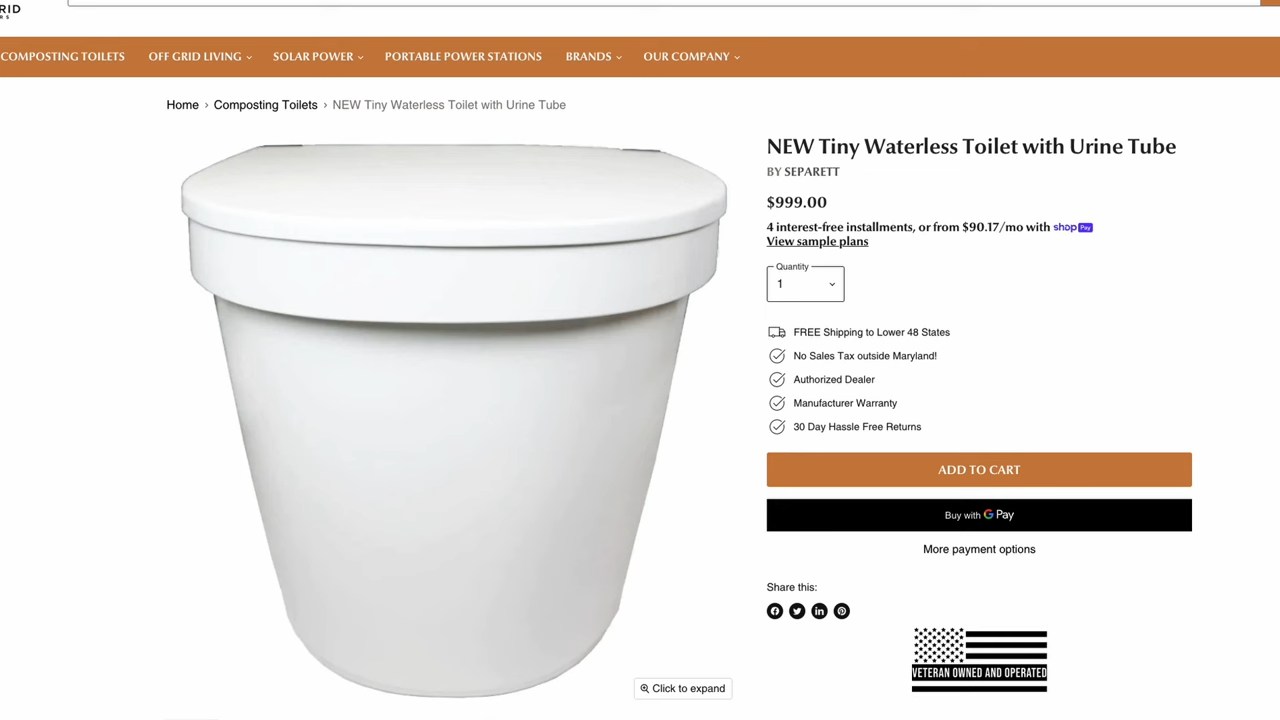 RID
RS
COMPOSTING TOILETS OFF GRID LIVING SOLAR POWER PORTABLE POWER STATIONS BRANDS OUR COMPANY
Home › Composting Toilets › NEW Tiny Waterless Toilet with Urine Tube
NEW Tiny Waterless Toilet with Urine Tube
BY SEPARETT
$999.00
4 interest-free installments, or from $90.17/mo with shop Pay
View sample plans
Quantity
1
FREE Shipping to Lower 48 States
No Sales Tax outside Maryland!
Authorized Dealer
Manufacturer Warranty
30 Day Hassle Free Returns
ADD TO CART
Buy with G Pay
More payment options
Share this:
VETERAN OWNED AND OPERATED
Click to expand